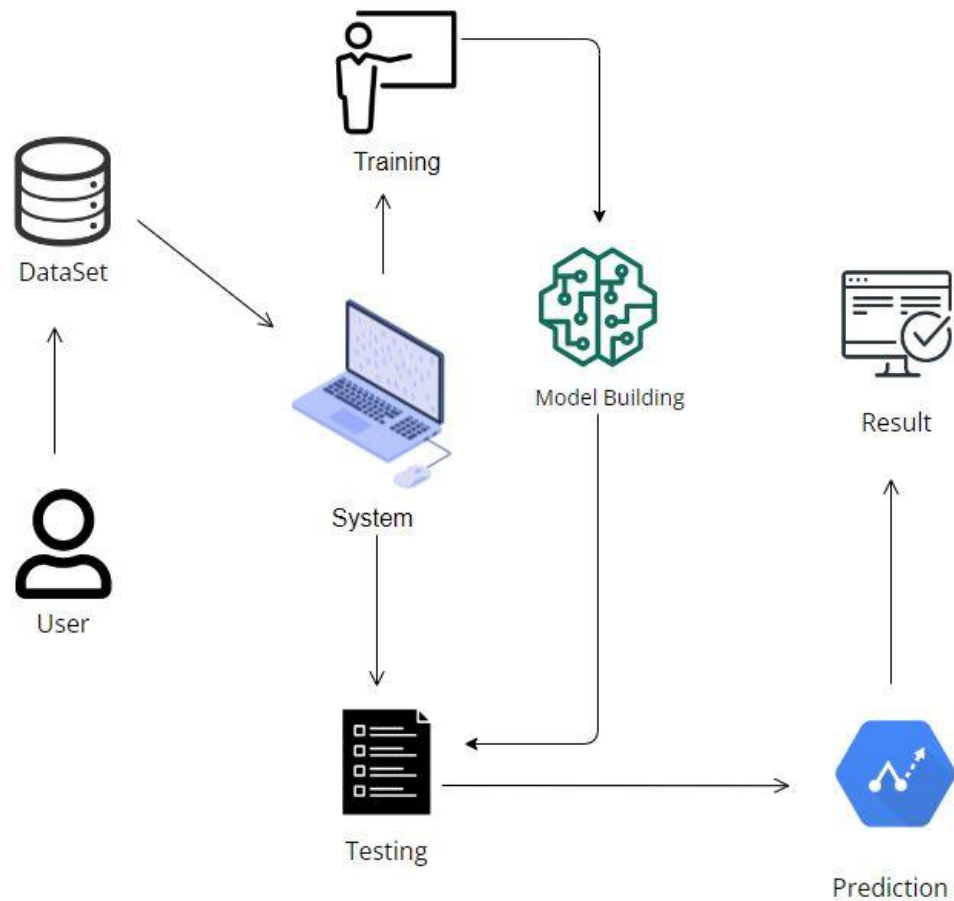 Training
DataSet
Model Building
Result
System
User
Testing
Prediction